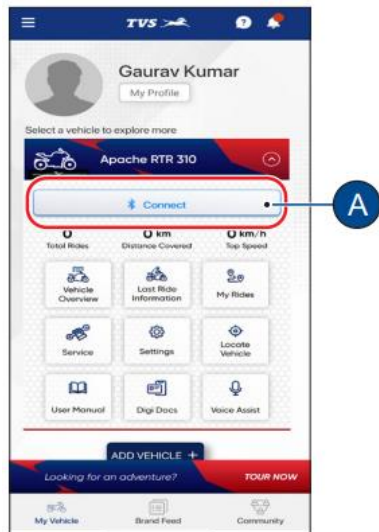 TVS
?
Gaurav Kumar
My Profile
Select a vehicle to explore more
Apache RTR 310
Connect
A
0 0 km 0 km/h
Total Rides Distance Covered Top Speed
Vehicle Overview
Last Ride Information
My Rides
Service
Settings
Locate Vehicle
User Manual
Digi Docs
Voice Assist
ADD VEHICLE +
Looking for an adventure? TOUR NOW
My Vehicle Brand Feed Community